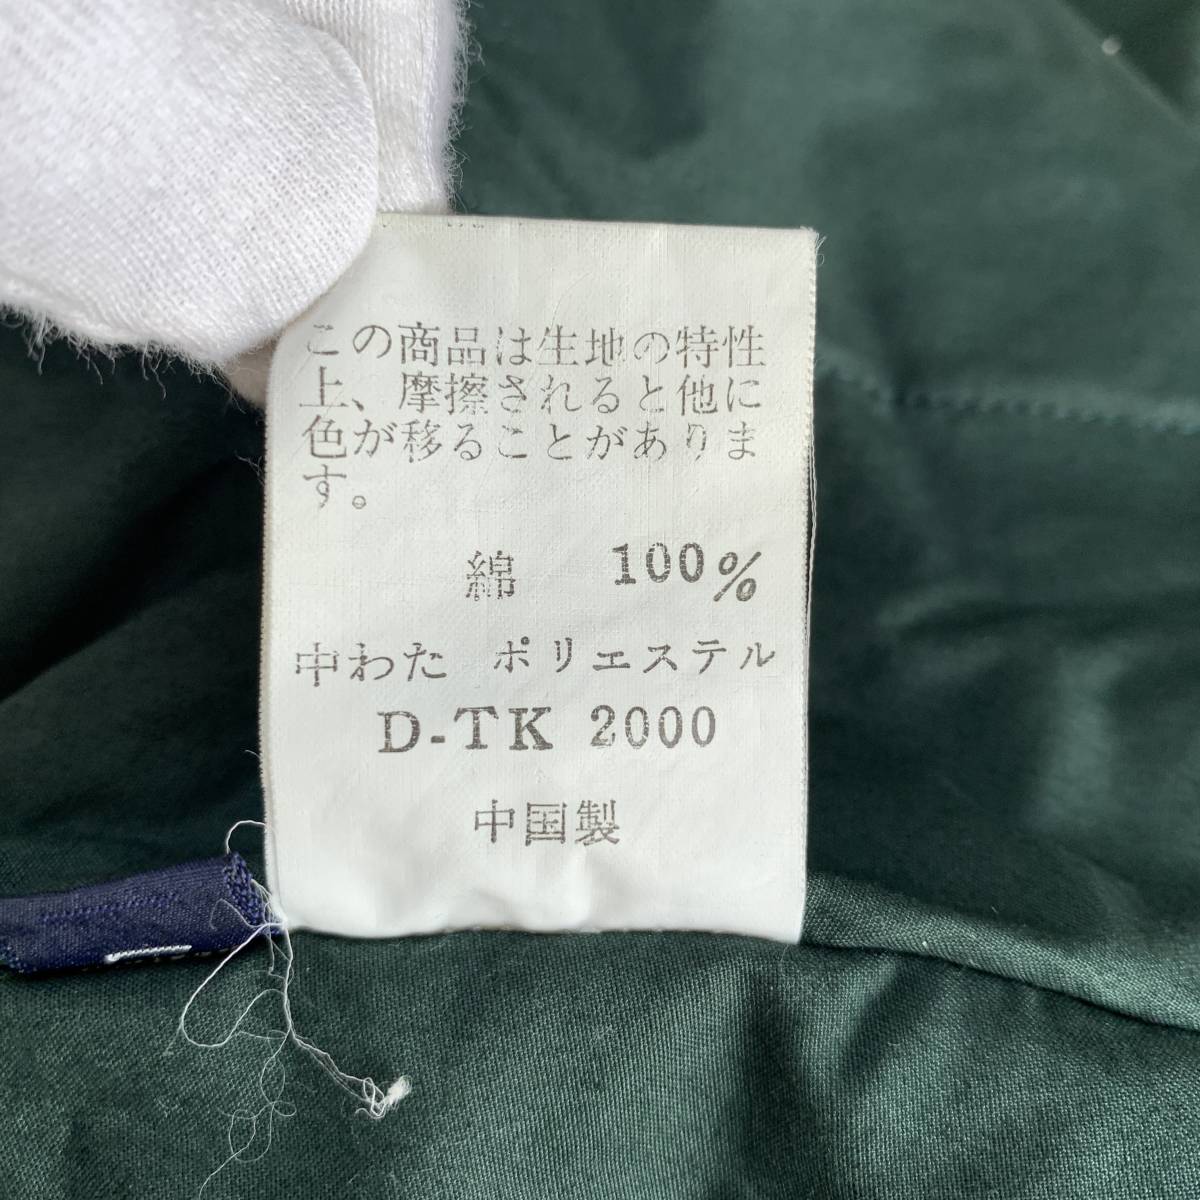 この商品は生地の特性
上、摩擦されると他に
色が移ることがありま
す。
綿 100%
中わた ポリエステル
D-TK 2000
中国製